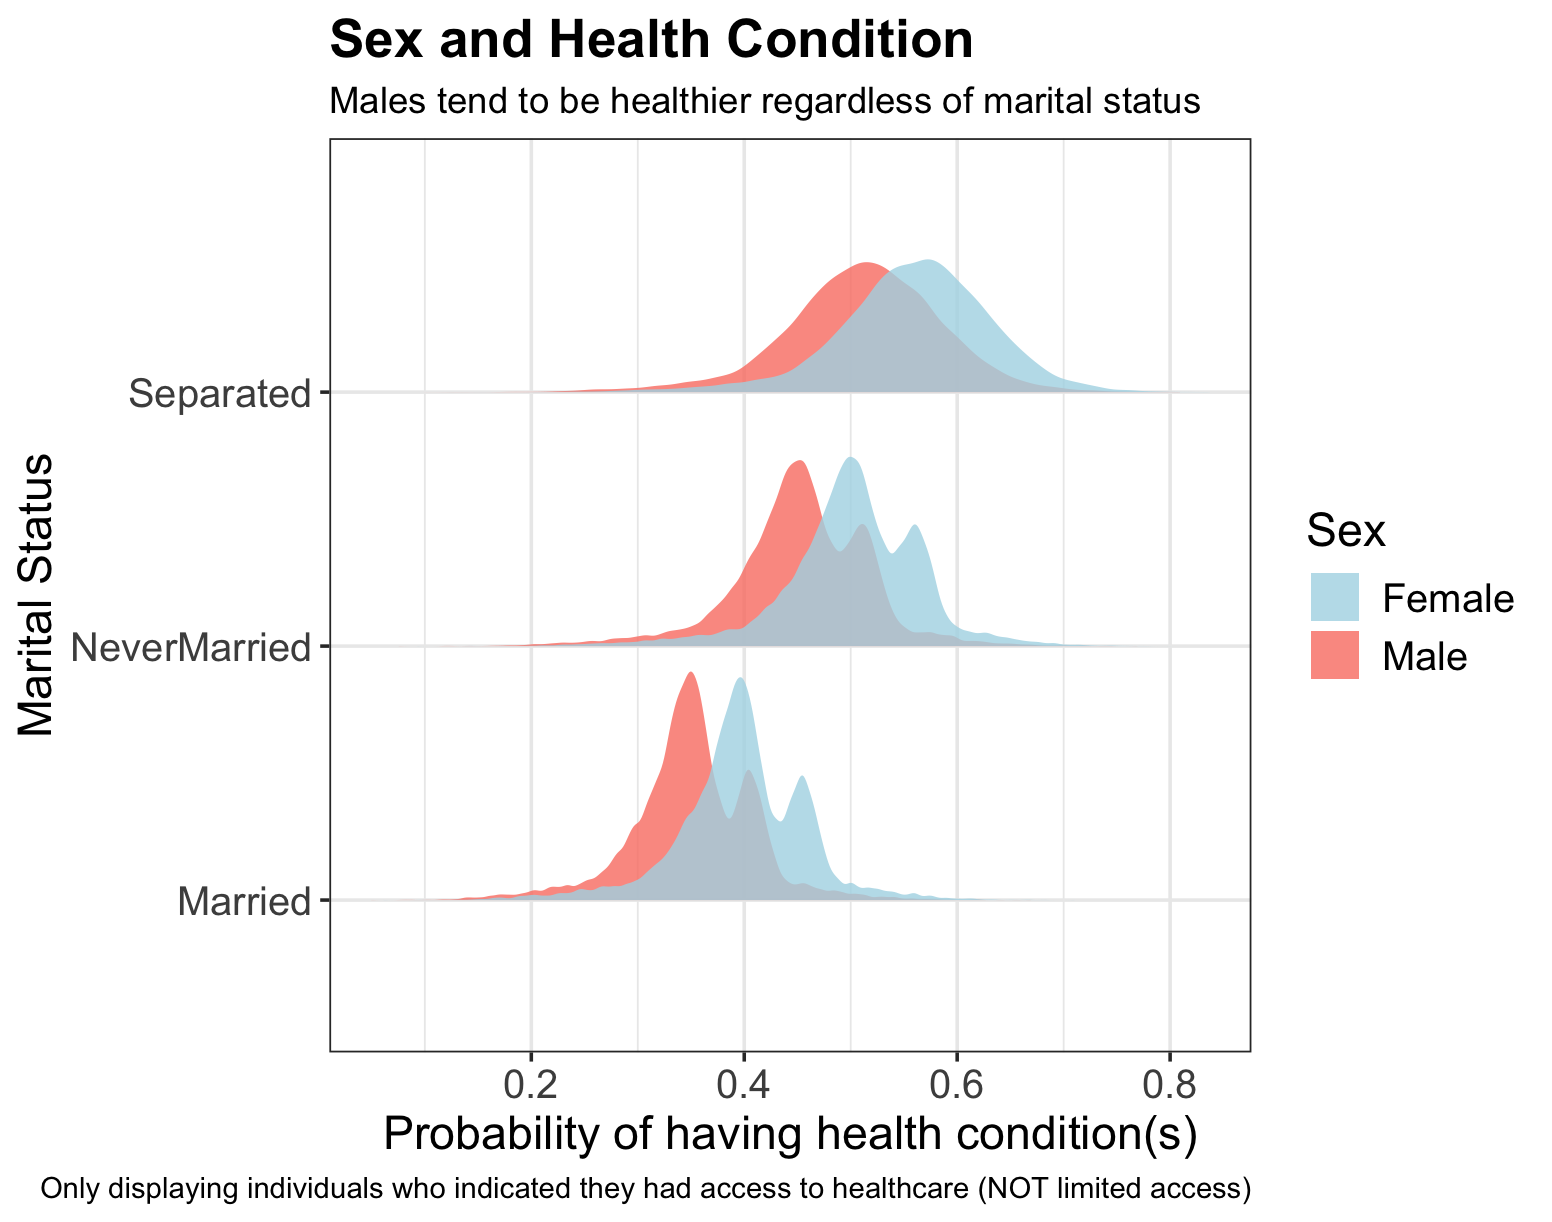 Sex and Health Condition
Males tend to be healthier regardless of marital status
Marital Status
Separated
NeverMarried
Married
0.2
0.4
0.6
0.8
Probability of having health condition(s)
Only displaying individuals who indicated they had access to healthcare (NOT limited access)
Sex
Female
Male